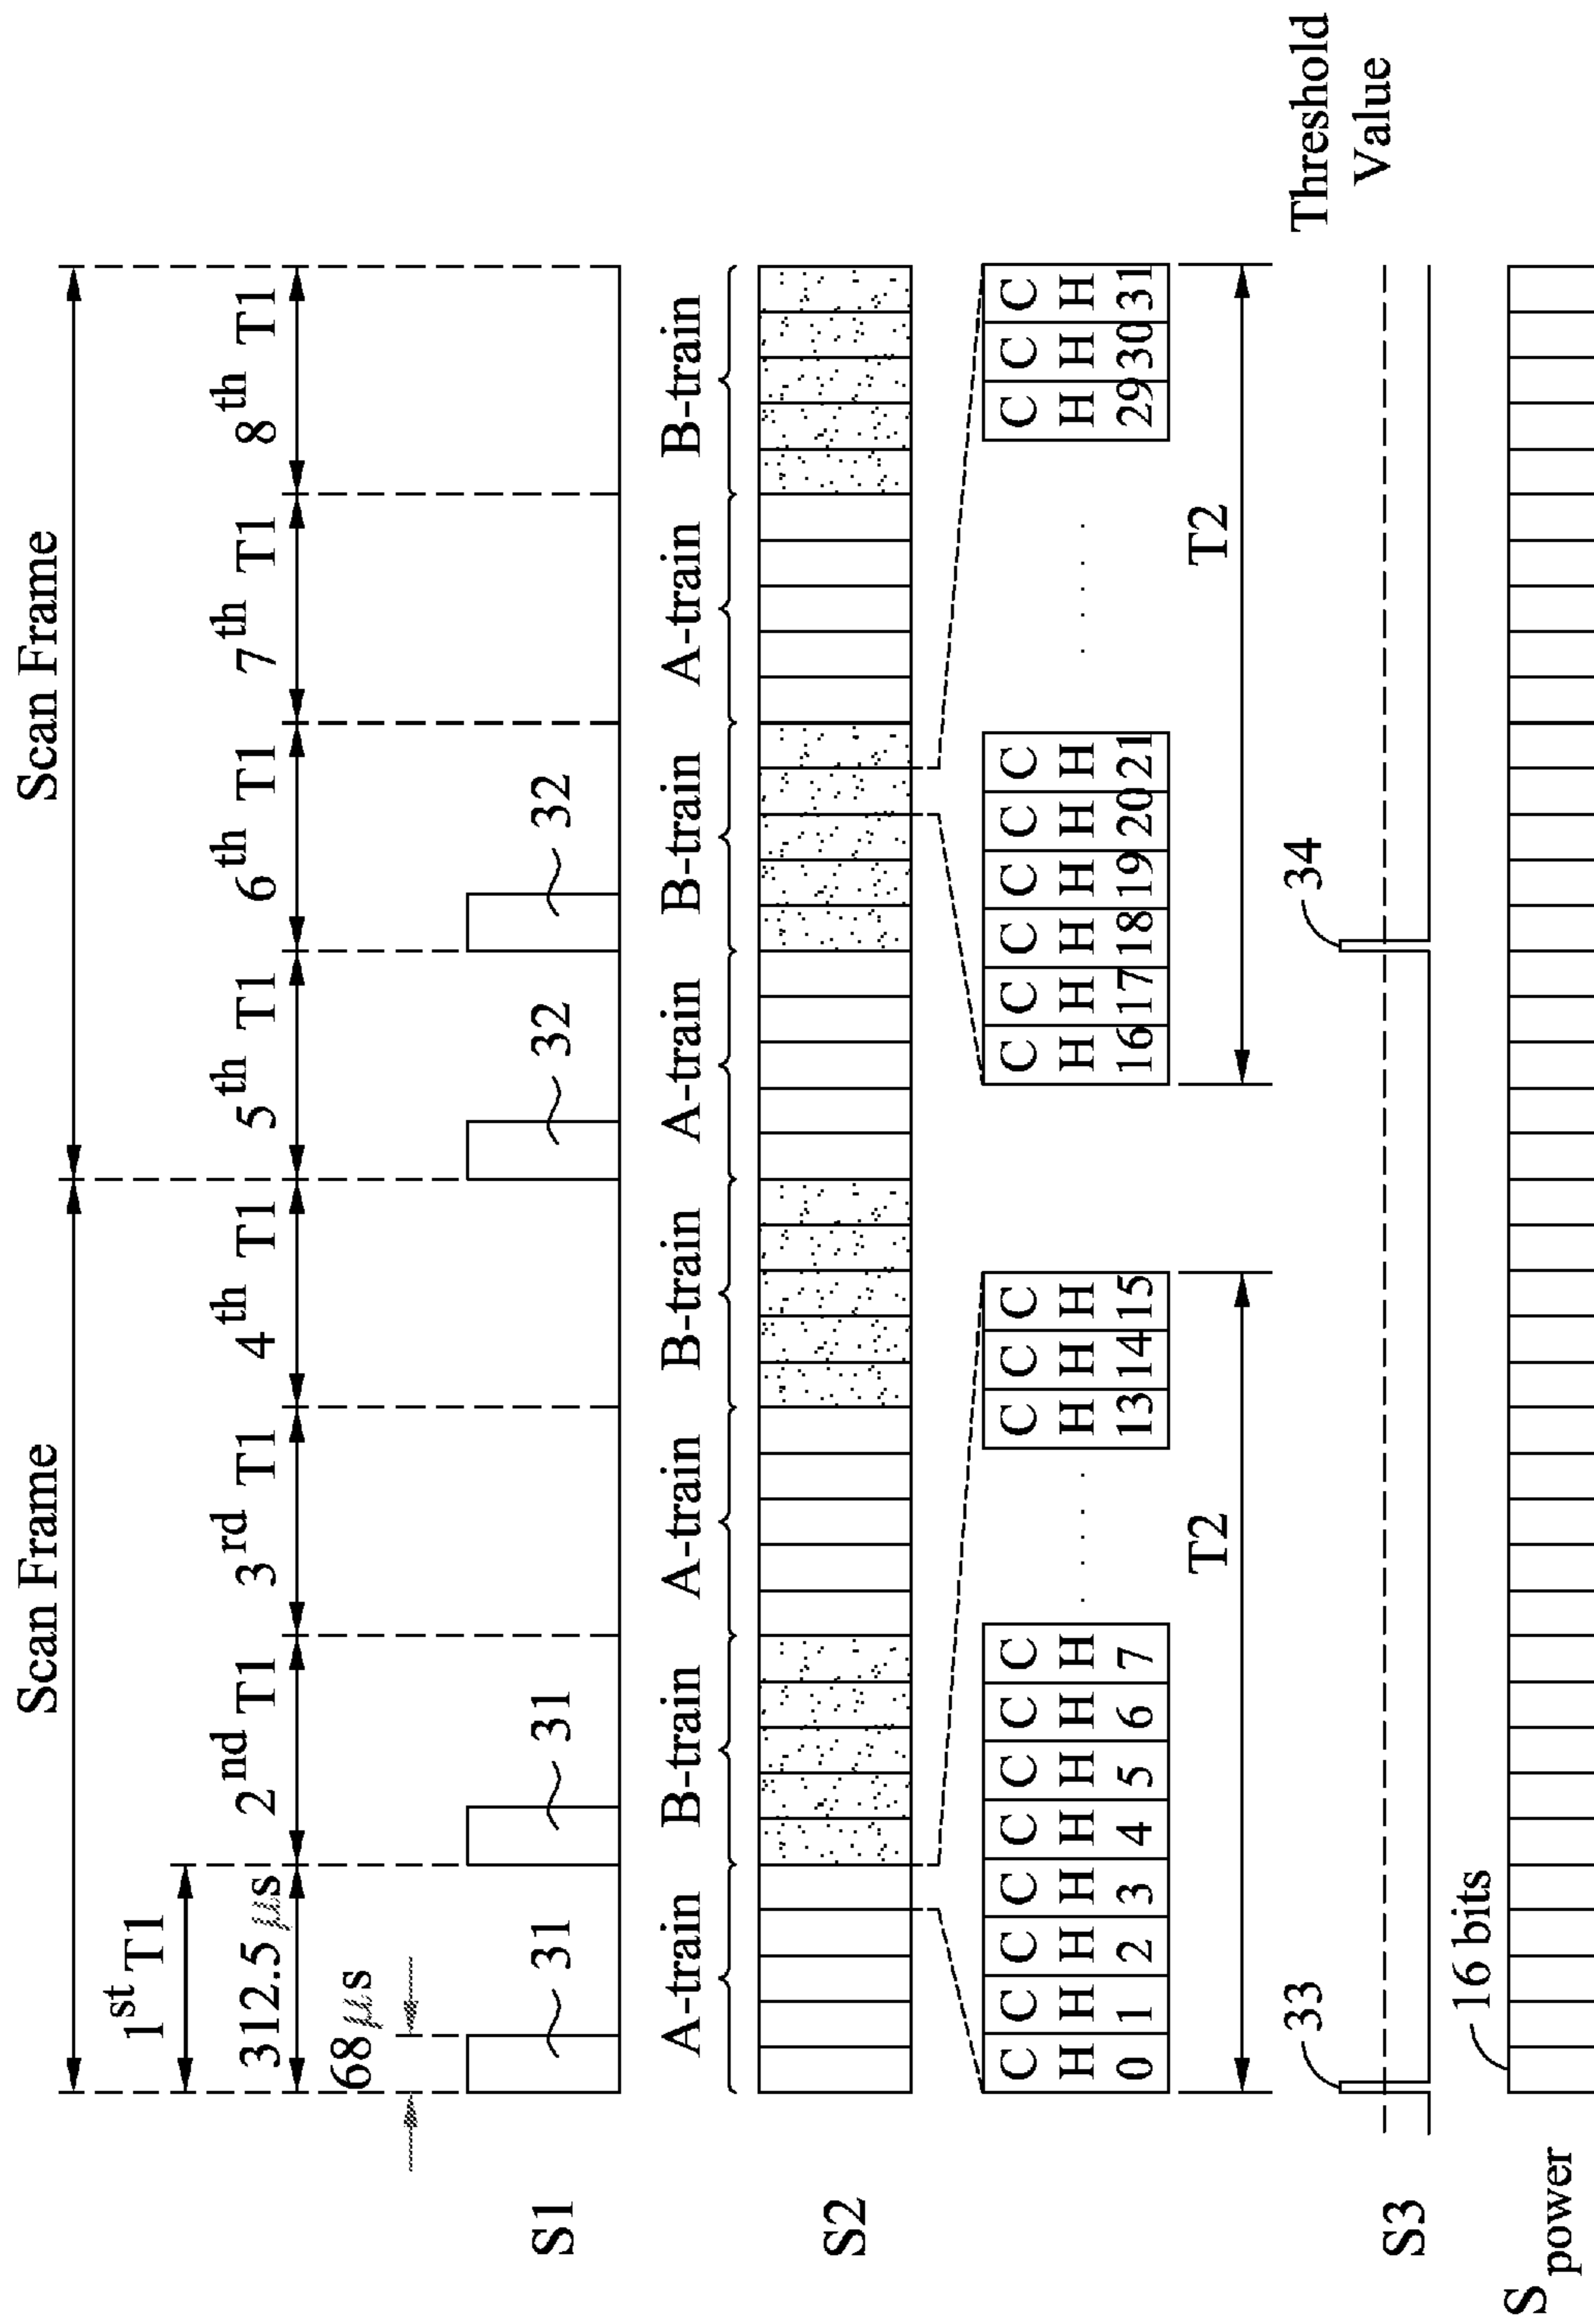 Scan Frame
Scan Frame
1st T1
312.5 μs
2nd T1
3rd T1
4th T1
5th T1
6th T1
7th T1
8th T1
68 μs
S1
31
31
32
32
A-train
B-train
A-train
B-train
A-train
B-train
A-train
B-train
S2
CH 0
CH 1
CH 2
CH 3
CH 4
CH 5
CH 6
CH 7
. . . . .
CH 13
CH 14
CH 15
CH 16
CH 17
CH 18
CH 19
CH 20
CH 21
. . . . .
CH 29
CH 30
CH 31
T2
T2
33
34
Threshold
Value
S3
16 bits
S power